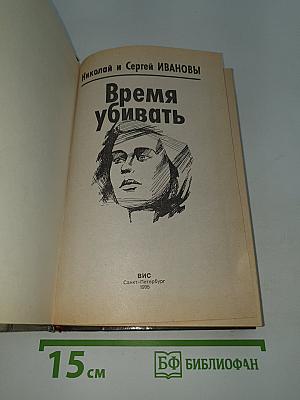 Николай и Сергей ИВАНОВЫ
Время
убивать
ВИС
Санкт-Петербург
1995
15 см
БФ БИБЛИОФАН